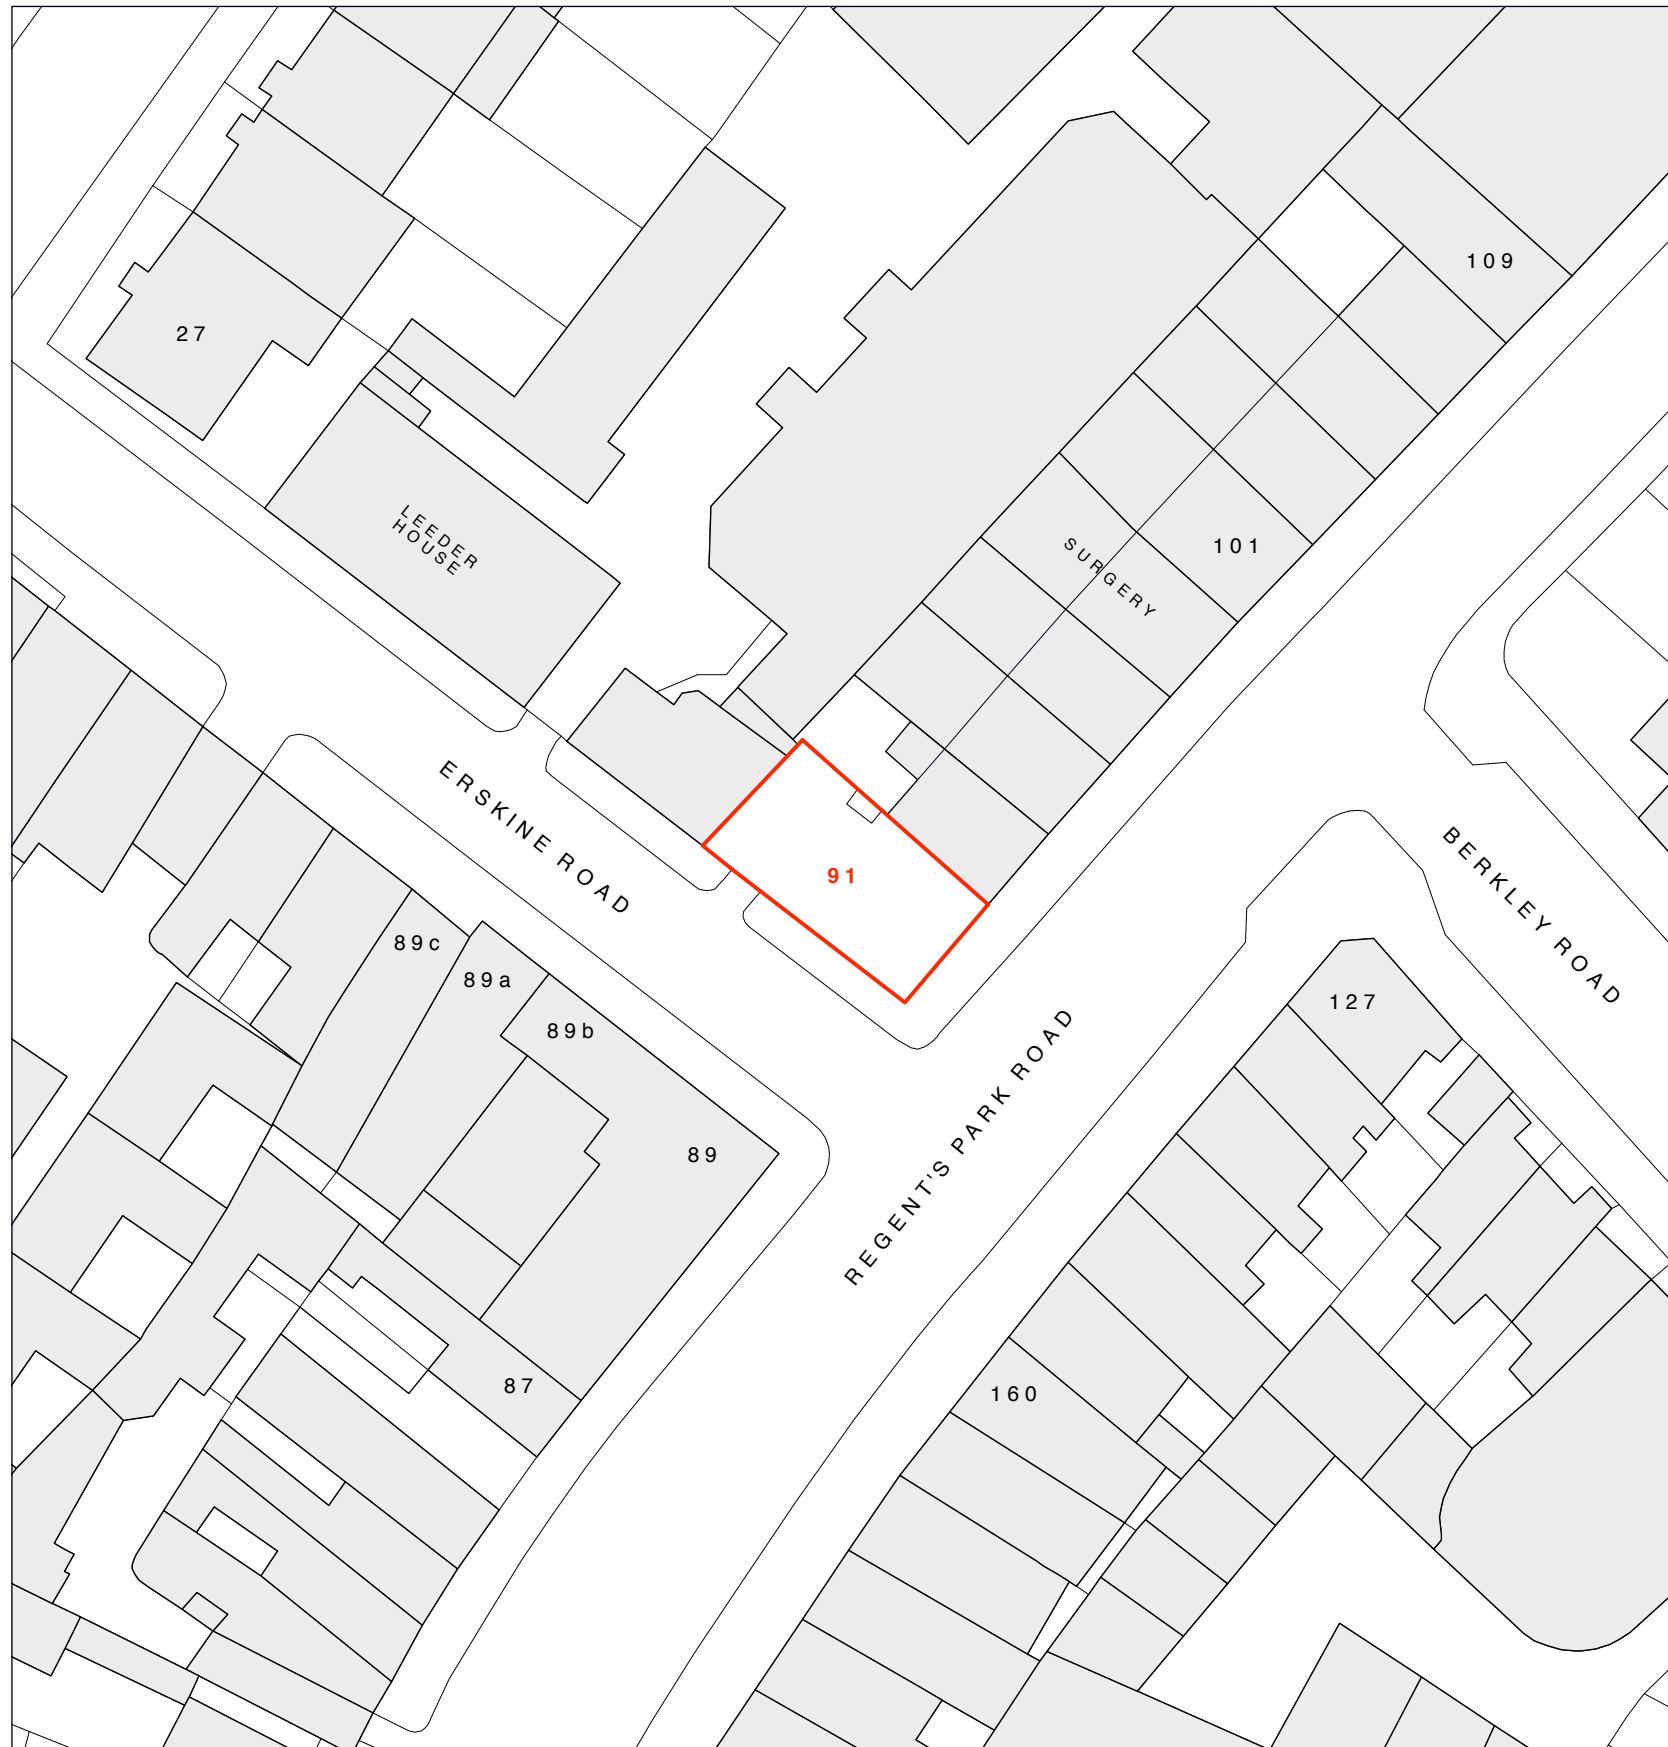 109
27
LEEDER
HOUSE
101
SURGERY
ERSKINE ROAD
91
BERKLEY ROAD
89c
89a
89b
127
REGENT'S PARK ROAD
89
87
160